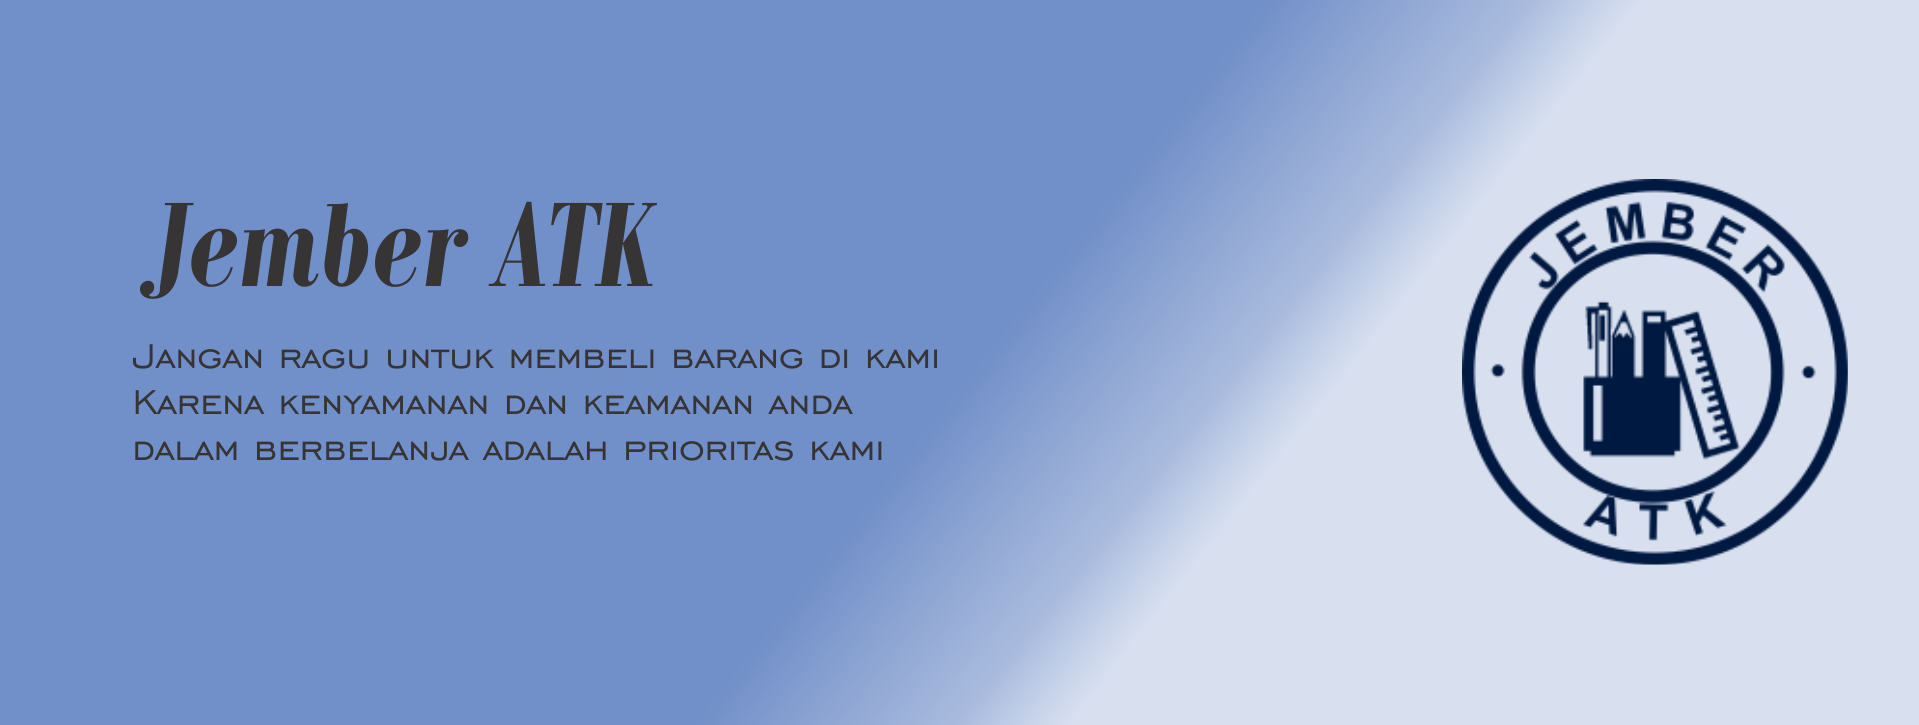 Jember ATK
Jangan ragu untuk membeli barang di kami
Karena kenyamanan dan keamanan anda
dalam berbelanja adalah prioritas kami
JEMBER
ATK